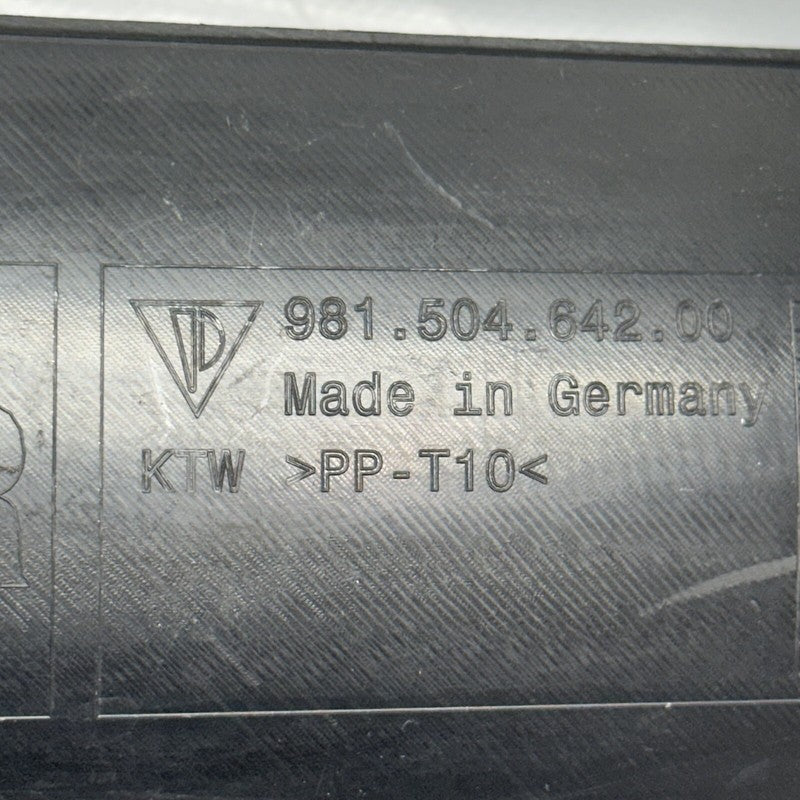 981.504.642.00
Made in Germany
KTW >PP-T10<